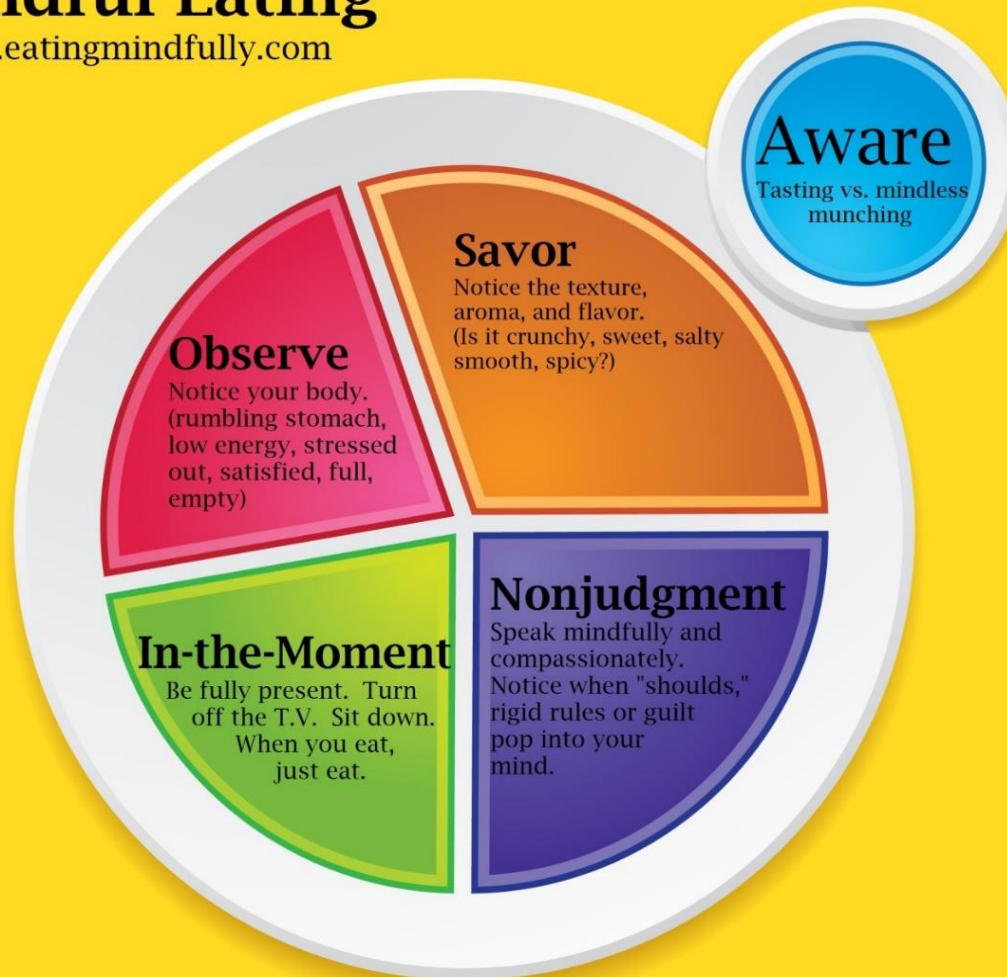 Eating
.eatingmindfully.com
Aware
Tasting vs. mindless
munching
Savor
Notice the texture,
aroma, and flavor.
(Is it crunchy, sweet, salty
smooth, spicy?)
Observe
Notice your body.
(rumbling stomach,
low energy, stressed
out, satisfied, full,
empty)
In-the-Moment
Be fully present. Turn
off the T.V. Sit down.
When you eat,
just eat.
Nonjudgment
Speak mindfully and
compassionately.
Notice when "shoulds,"
rigid rules or guilt
pop into your
mind.